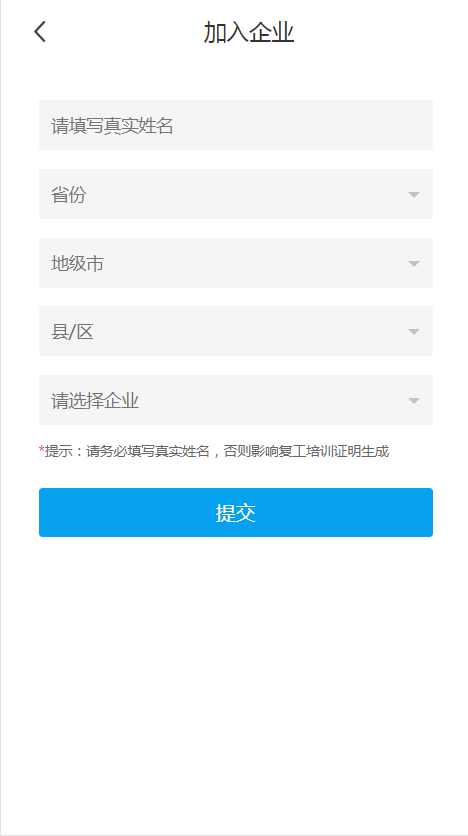 加入企业
请填写真实姓名
省份
地级市
县/区
请选择企业
*提示：请务必填写真实姓名，否则影响复工培训证明生成
提交